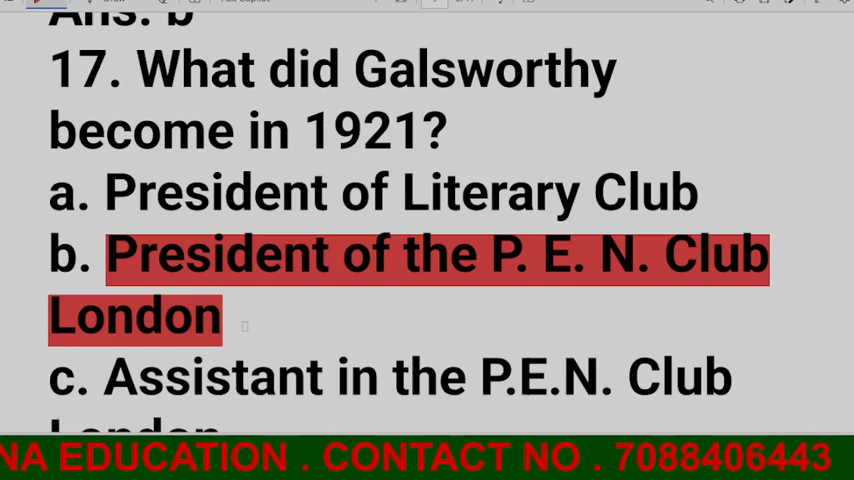 Ans: b
17. What did Galsworthy
become in 1921?
a. President of Literary Club
b. President of the P. E. N. Club
London
c. Assistant in the P.E.N. Club
London
NA EDUCATION . CONTACT NO . 7088406443